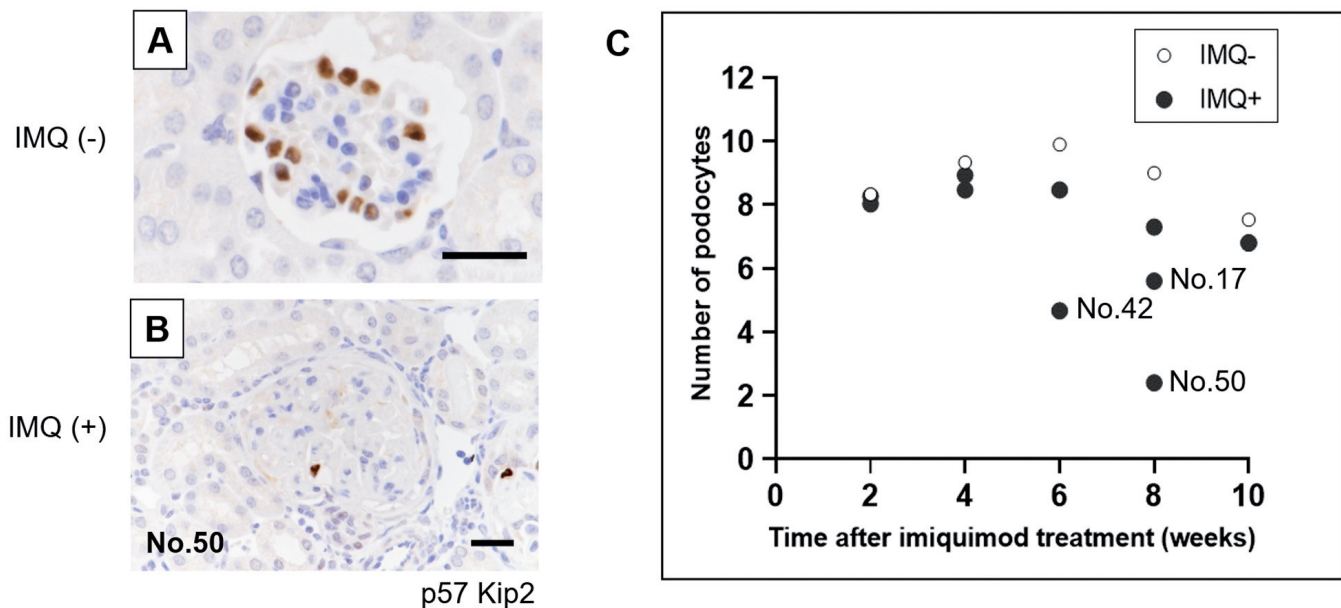 A
IMQ (-)
B
IMQ (+)
No.50
p57 Kip2
C
IMQ-
IMQ+
12
10
8
6
4
2
0
Number of podocytes
No.17
No.42
No.50
0 2 4 6 8 10
Time after imiquimod treatment (weeks)